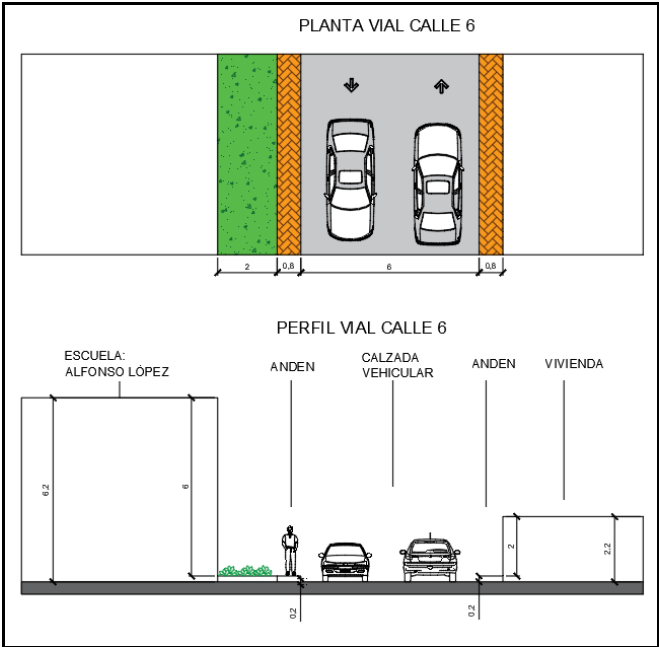 PLANTA VIAL CALLE 6
2
0,8
6
0,8
PERFIL VIAL CALLE 6
ESCUELA:
ALFONSO LÓPEZ
ANDEN
CALZADA
VEHICULAR
ANDEN
VIVIENDA
6,2
6
2
2,2
0,2
0,2